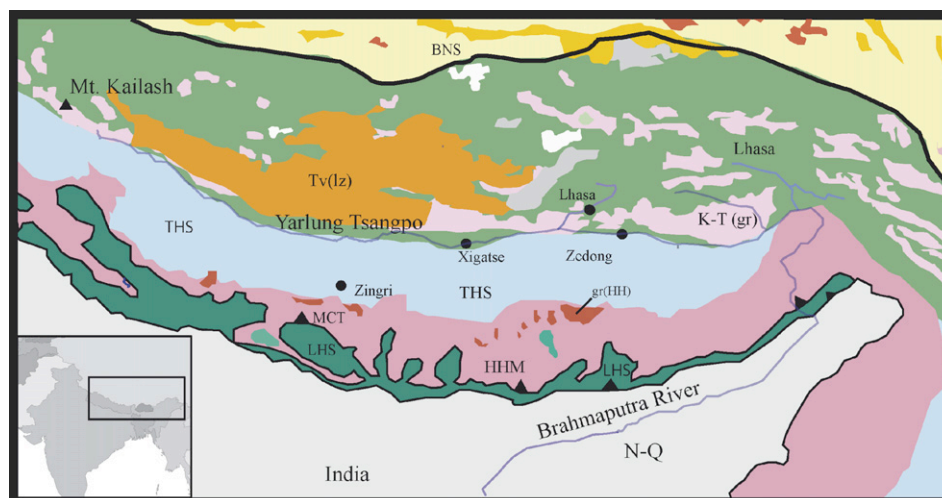 BNS
Mt. Kailash
Lhasa
Tv(lz)
Lhasa
Yarlung Tsangpo
K-T (gr)
THS
Xigatse
Zedong
Zingri
THS
gr(HH)
MCT
LHS
HHM
LHS
Brahmaputra River
N-Q
India